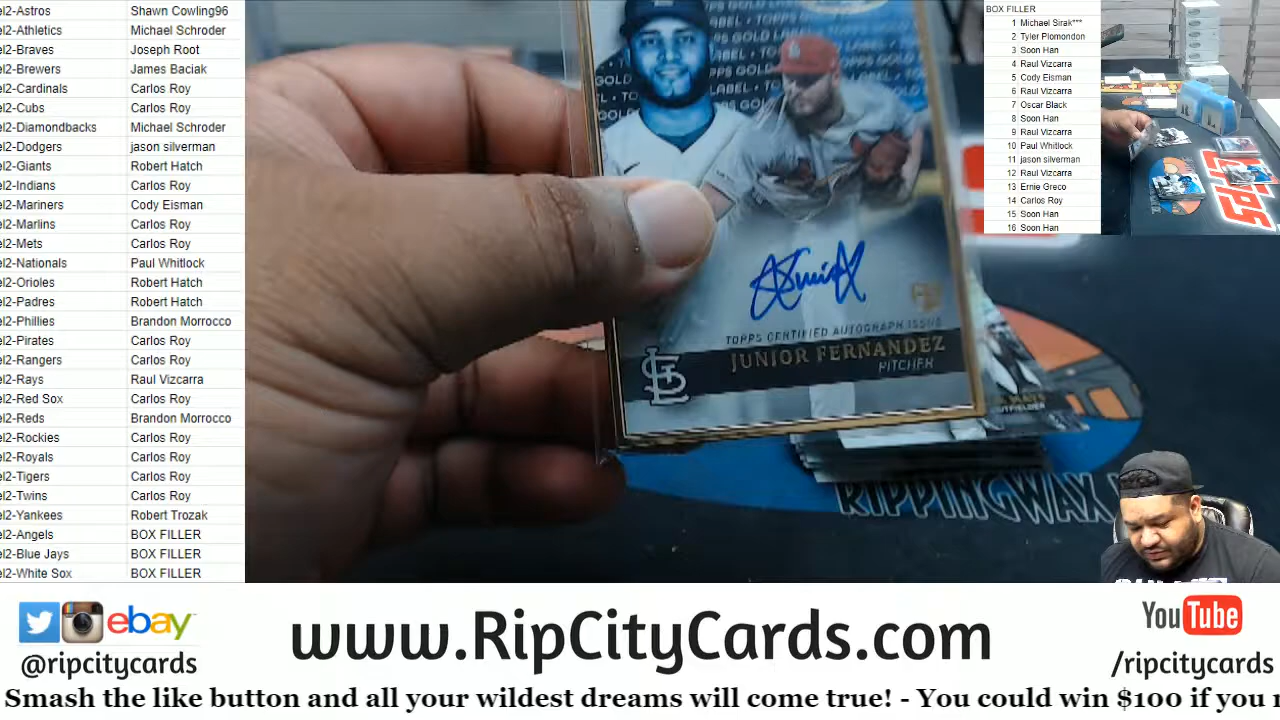 el2-Astros Shawn Cowling96
el2-Athletics Michael Schroder
el2-Braves Joseph Root
el2-Brewers James Baciak
el2-Cardinals Carlos Roy
el2-Cubs Carlos Roy
el2-Diamondbacks Michael Schroder
el2-Dodgers jason silverman
el2-Giants Robert Hatch
el2-Indians Carlos Roy
el2-Mariners Cody Eisman
el2-Marlins Carlos Roy
el2-Mets Carlos Roy
el2-Nationals Paul Whitlock
el2-Orioles Robert Hatch
el2-Padres Robert Hatch
el2-Phillies Brandon Morrocco
el2-Pirates Carlos Roy
el2-Rangers Carlos Roy
el2-Rays Raul Vizcarra
el2-Red Sox Carlos Roy
el2-Reds Brandon Morrocco
el2-Rockies Carlos Roy
el2-Royals Carlos Roy
el2-Tigers Carlos Roy
el2-Twins Carlos Roy
el2-Yankees Robert Trozak
el2-Angels BOX FILLER
el2-Blue Jays BOX FILLER
el2-White Sox BOX FILLER
TOPPS GOLD LABEL
TOPPS CERTIFIED AUTOGRAPH ISSUE
JUNIOR FERNANDEZ
PITCHER
OUTFIELDER
RIPPINGWAX
BOX FILLER
1 Michael Sirak***
2 Tyler Plomondon
3 Soon Han
4 Raul Vizcarra
5 Cody Eisman
6 Raul Vizcarra
7 Oscar Black
8 Soon Han
9 Raul Vizcarra
10 Paul Whitlock
11 jason silverman
12 Raul Vizcarra
13 Ernie Greco
14 Carlos Roy
15 Soon Han
16 Soon Han
ebay
@ripcitycards
www.RipCityCards.com
YouTube
/ripcitycards
Smash the like button and all your wildest dreams will come true! - You could win $100 if you